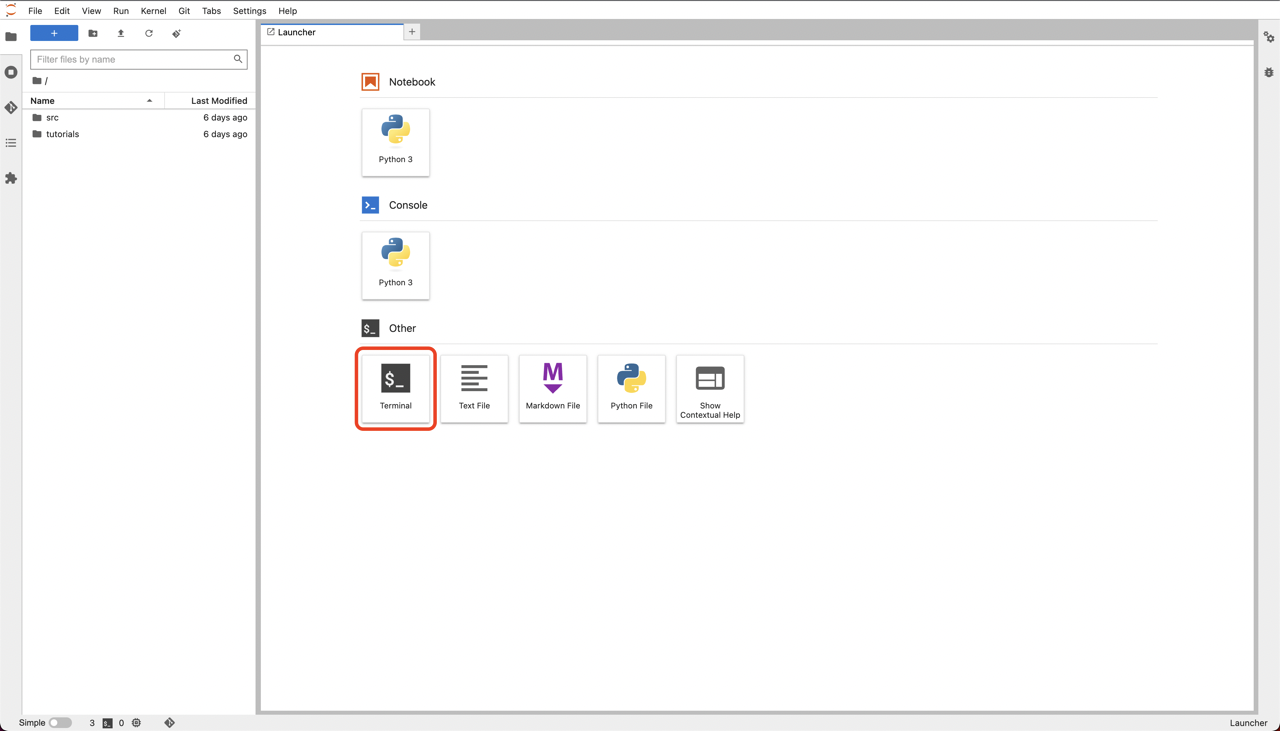 File Edit View Run Kernel Git Tabs Settings Help
+
Filter files by name
/
Name Last Modified
src 6 days ago
tutorials 6 days ago
Launcher +
Notebook
Python 3
>_ Console
Python 3
$_ Other
$_
Terminal
Text File
M
Markdown File
Python File
Show
Contextual Help
Simple 3 $_ 0 Launcher